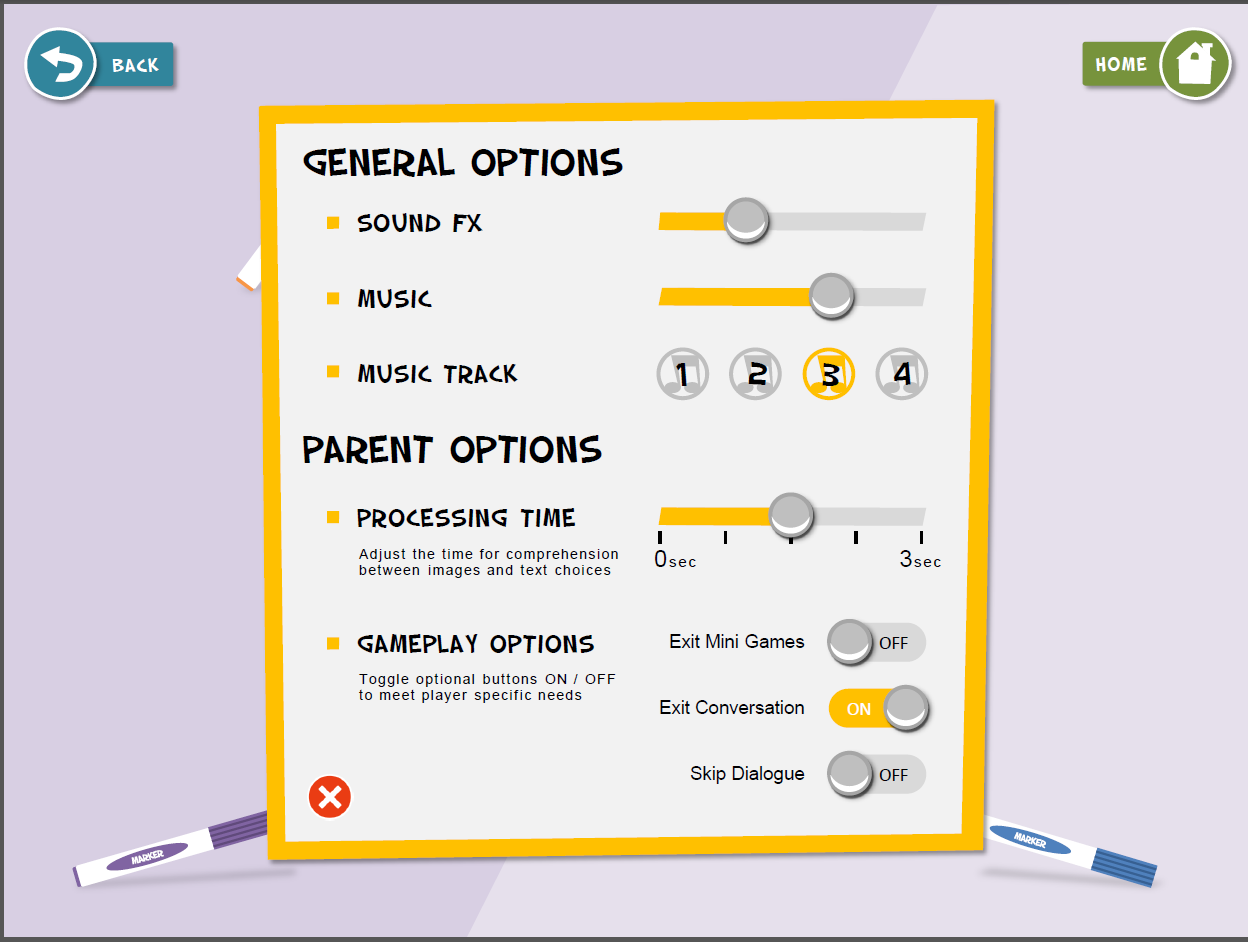 BACK
HOME
GENERAL OPTIONS
SOUND FX
MUSIC
MUSIC TRACK
1 2 3 4
PARENT OPTIONS
PROCESSING TIME
Adjust the time for comprehension
between images and text choices
0sec 3sec
GAMEPLAY OPTIONS
Toggle optional buttons ON / OFF
to meet player specific needs
Exit Mini Games OFF
Exit Conversation ON
Skip Dialogue OFF
MARKER
MARKER